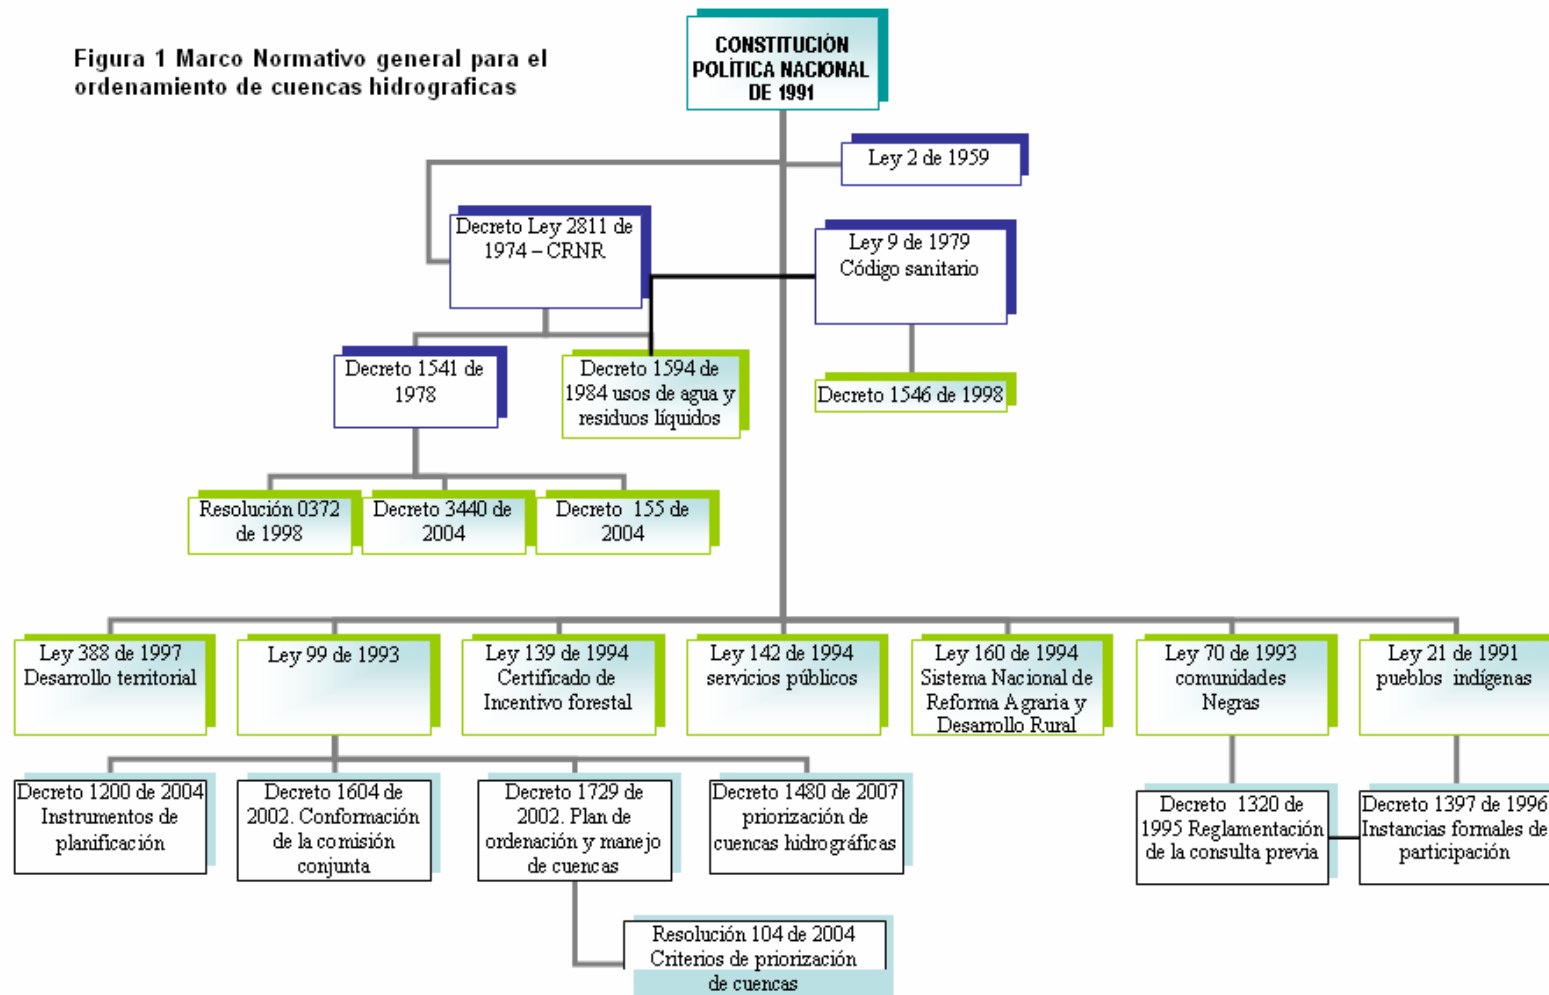 Figura 1 Marco Normativo general para el
ordenamiento de cuencas hidrograficas
CONSTITUCIÓN
POLÍTICA NACIONAL
DE 1991
Ley 2 de 1959
Decreto Ley 2811 de
1974 – CRNR
Ley 9 de 1979
Código sanitario
Decreto 1541 de
1978
Decreto 1594 de
1984 usos de agua y
residuos líquidos
Decreto 1546 de 1998
Resolución 0372
de 1998
Decreto 3440 de
2004
Decreto 155 de
2004
Ley 388 de 1997
Desarrollo territorial
Ley 99 de 1993
Ley 139 de 1994
Certificado de
Incentivo forestal
Ley 142 de 1994
servicios públicos
Ley 160 de 1994
Sistema Nacional de
Reforma Agraria y
Desarrollo Rural
Ley 70 de 1993
comunidades
Negras
Ley 21 de 1991
pueblos indígenas
Decreto 1200 de 2004
Instrumentos de
planificación
Decreto 1604 de
2002. Conformación
de la comisión
conjunta
Decreto 1729 de
2002. Plan de
ordenación y manejo
de cuencas
Decreto 1480 de 2007
priorización de
cuencas hidrográficas
Decreto 1320 de
1995 Reglamentación
de la consulta previa
Decreto 1397 de 1996
Instancias formales de
participación
Resolución 104 de 2004
Criterios de priorización
de cuencas